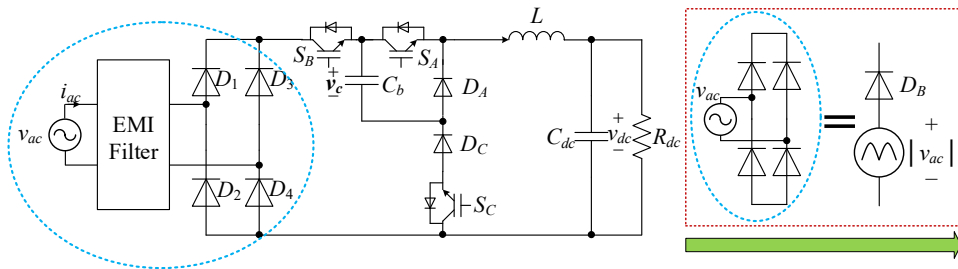 S_B
S_A
L
i_ac
v_ac
EMI
Filter
D_1
D_3
D_2
D_4
+
v_c
−
C_b
D_A
D_C
S_C
C_dc
+
v_dc
−
R_dc
v_ac
=
D_B
+
|v_ac|
−